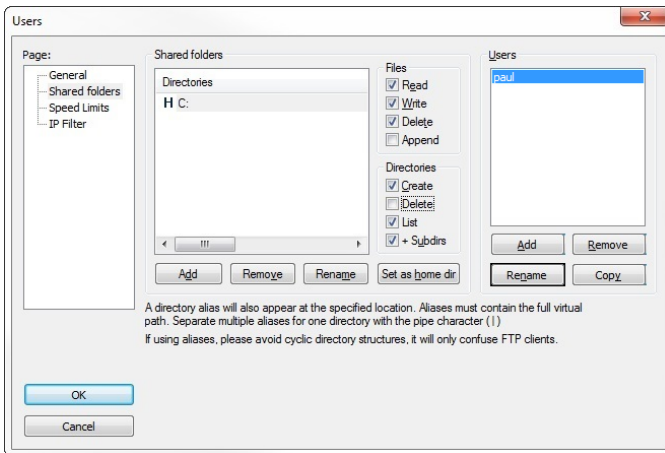 Users
Page:
General
Shared folders
Speed Limits
IP Filter
Shared folders
Directories
H C:
Files
Read
Write
Delete
Append
Directories
Create
Delete
List
+ Subdirs
Add
Remove
Rename
Set as home dir
Users
paul
Add
Remove
Rename
Copy
A directory alias will also appear at the specified location. Aliases must contain the full virtual
path. Separate multiple aliases for one directory with the pipe character (|)
If using aliases, please avoid cyclic directory structures, it will only confuse FTP clients.
OK
Cancel